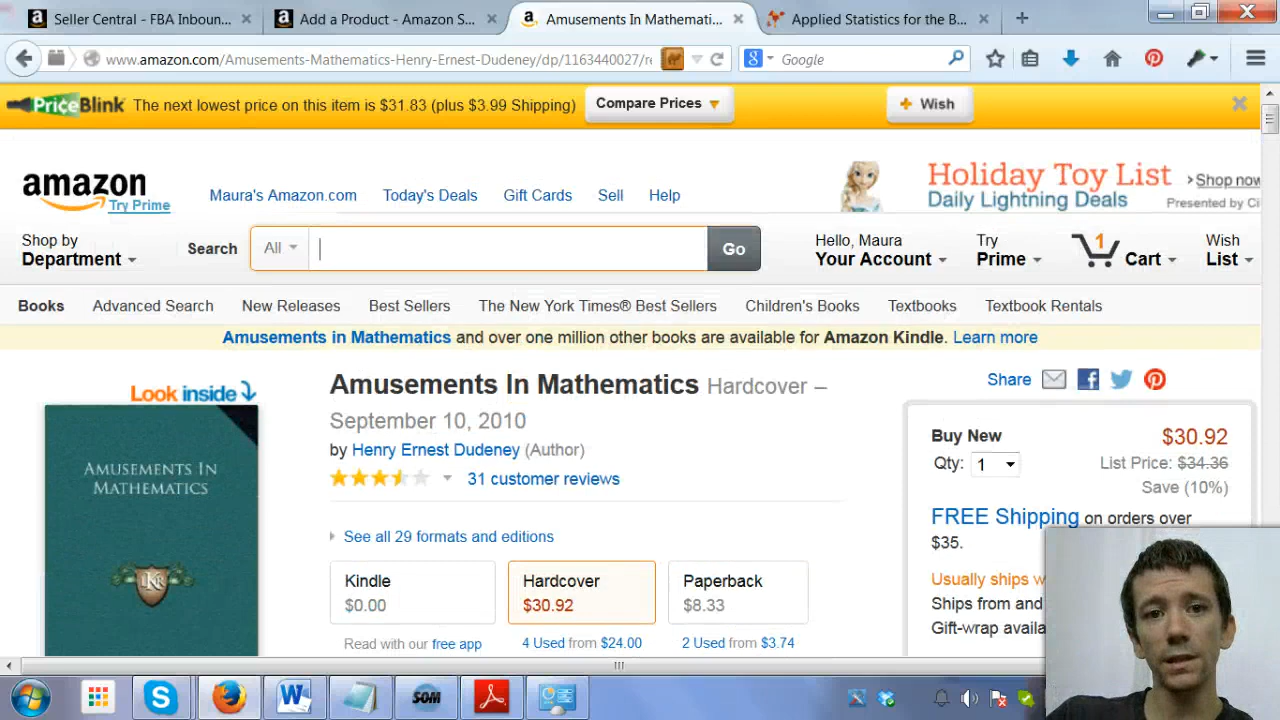 Seller Central - FBA Inboun...
Add a Product - Amazon S...
Amusements In Mathemati...
Applied Statistics for the B...
www.amazon.com/Amusements-Mathematics-Henry-Ernest-Dudeney/dp/1163440027/re
Google
PriceBlink The next lowest price on this item is $31.83 (plus $3.99 Shipping)
Compare Prices
Wish
amazon
Try Prime
Maura's Amazon.com Today's Deals Gift Cards Sell Help
Holiday Toy List
Daily Lightning Deals
Shop now
Presented by Ci
Shop by
Department
Search
All
Go
Hello, Maura
Your Account
Try
Prime
1
Cart
Wish
List
Books Advanced Search New Releases Best Sellers The New York Times® Best Sellers Children's Books Textbooks Textbook Rentals
Amusements in Mathematics and over one million other books are available for Amazon Kindle. Learn more
Look inside
AMUSEMENTS IN
MATHEMATICS
Amusements In Mathematics Hardcover –
September 10, 2010
by Henry Ernest Dudeney (Author)
31 customer reviews
See all 29 formats and editions
Kindle
$0.00
Read with our free app
Hardcover
$30.92
4 Used from $24.00
Paperback
$8.33
2 Used from $3.74
Share
Buy New $30.92
Qty: 1 List Price: $34.36
Save (10%)
FREE Shipping on orders over
$35.
Usually ships w
Ships from and
Gift-wrap availa
SOM